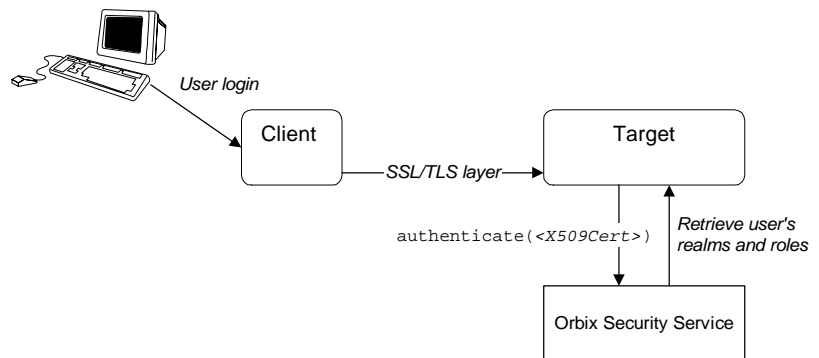 User login
Client
Target
SSL/TLS layer
authenticate(<X509Cert>)
Retrieve user's
realms and roles
Orbix Security Service